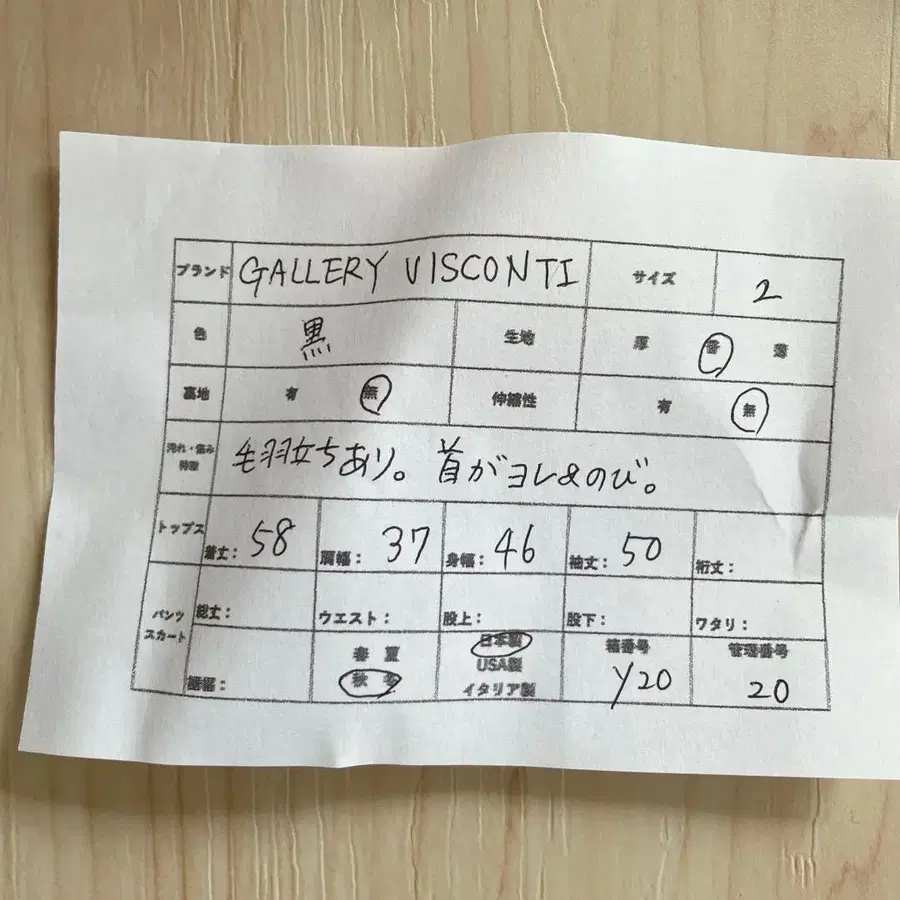 ブランド GALLERY VISCONTI サイズ 2
色 黒 生地 厚 普 薄
裏地 有 無 伸縮性 有 無
汚れ・傷み 特徴 毛羽立ちあり。首がヨレ&のび。
トップス 着丈: 58 肩幅: 37 身幅: 46 袖丈: 50 裄丈:
パンツ スカート 総丈: ウエスト: 股上: 股下: ワタリ:
裾幅: 春 夏 秋 冬 日本製 USA製 イタリア製 箱番号 Y20 管理番号 20